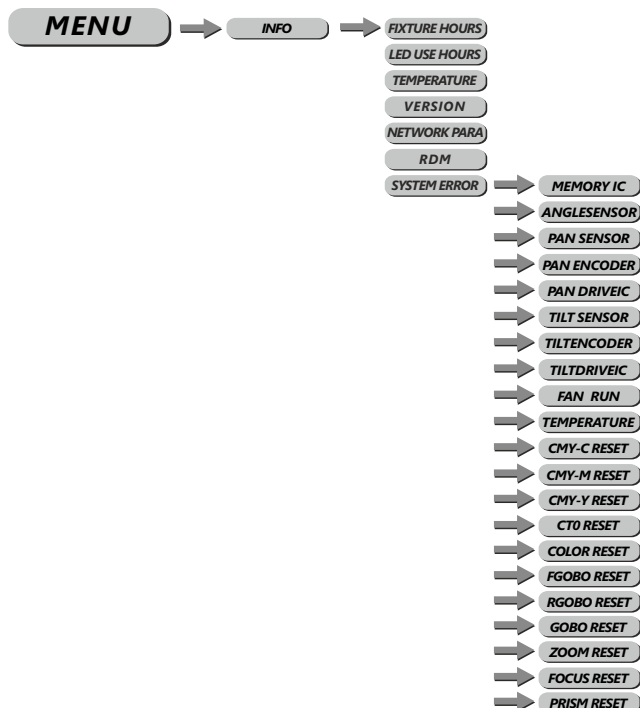 MENU
INFO
FIXTURE HOURS
LED USE HOURS
TEMPERATURE
VERSION
NETWORK PARA
RDM
SYSTEM ERROR
MEMORY IC
ANGLESENSOR
PAN SENSOR
PAN ENCODER
PAN DRIVEIC
TILT SENSOR
TILTENCODER
TILTDRIVEIC
FAN RUN
TEMPERATURE
CMY-C RESET
CMY-M RESET
CMY-Y RESET
CT0 RESET
COLOR RESET
FGOBO RESET
RGOBO RESET
GOBO RESET
ZOOM RESET
FOCUS RESET
PRISM RESET